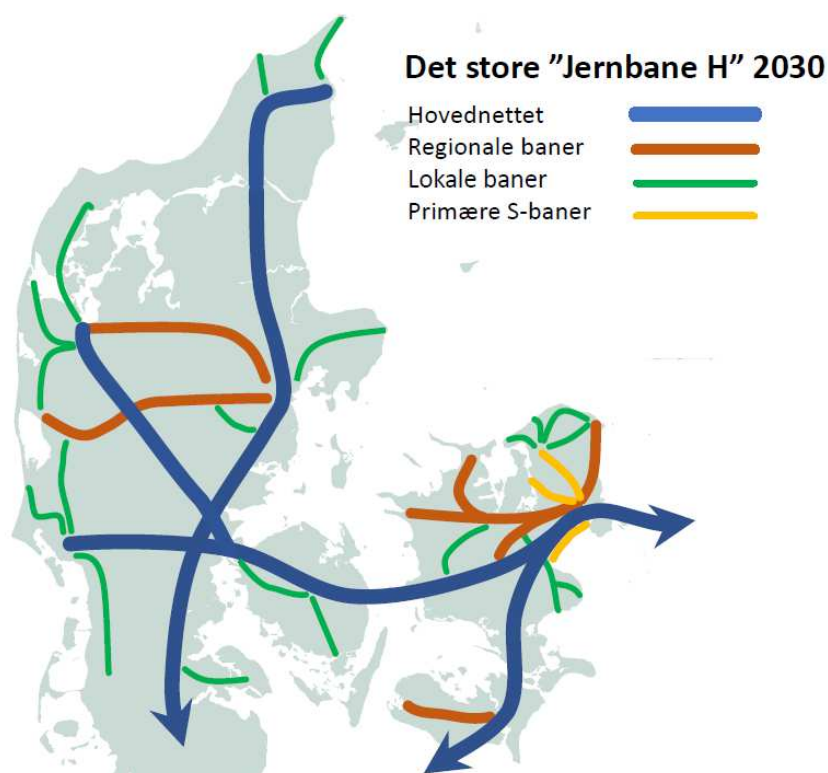 Det store ”Jernbane H” 2030
Hovednettet
Regionale baner
Lokale baner
Primære S-baner